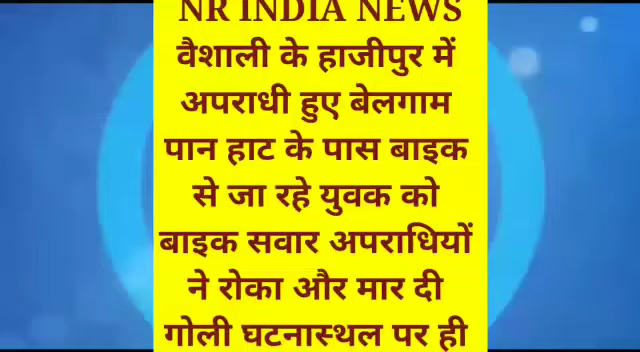 NR INDIA NEWS
वैशाली के हाजीपुर में
अपराधी हुए बेलगाम
पान हाट के पास बाइक
से जा रहे युवक को
बाइक सवार अपराधियों
ने रोका और मार दी
गोली घटनास्थल पर ही